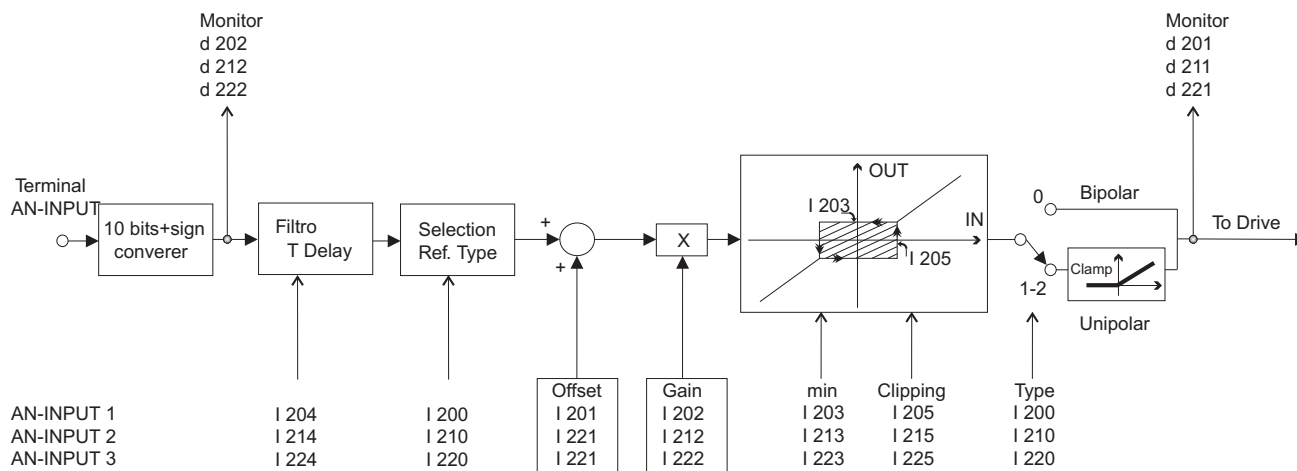 Monitor
d 202
d 212
d 222
Monitor
d 201
d 211
d 221
Terminal
AN-INPUT
10 bits+sign
converer
Filtro
T Delay
Selection
Ref. Type
+
+
X
OUT
I 203
IN
I 205
0
Bipolar
1-2
Clamp
Unipolar
To Drive
Offset
Gain
min
Clipping
Type
AN-INPUT 1 I 204 I 200 I 201 I 202 I 203 I 205 I 200
AN-INPUT 2 I 214 I 210 I 221 I 212 I 213 I 215 I 210
AN-INPUT 3 I 224 I 220 I 221 I 222 I 223 I 225 I 220